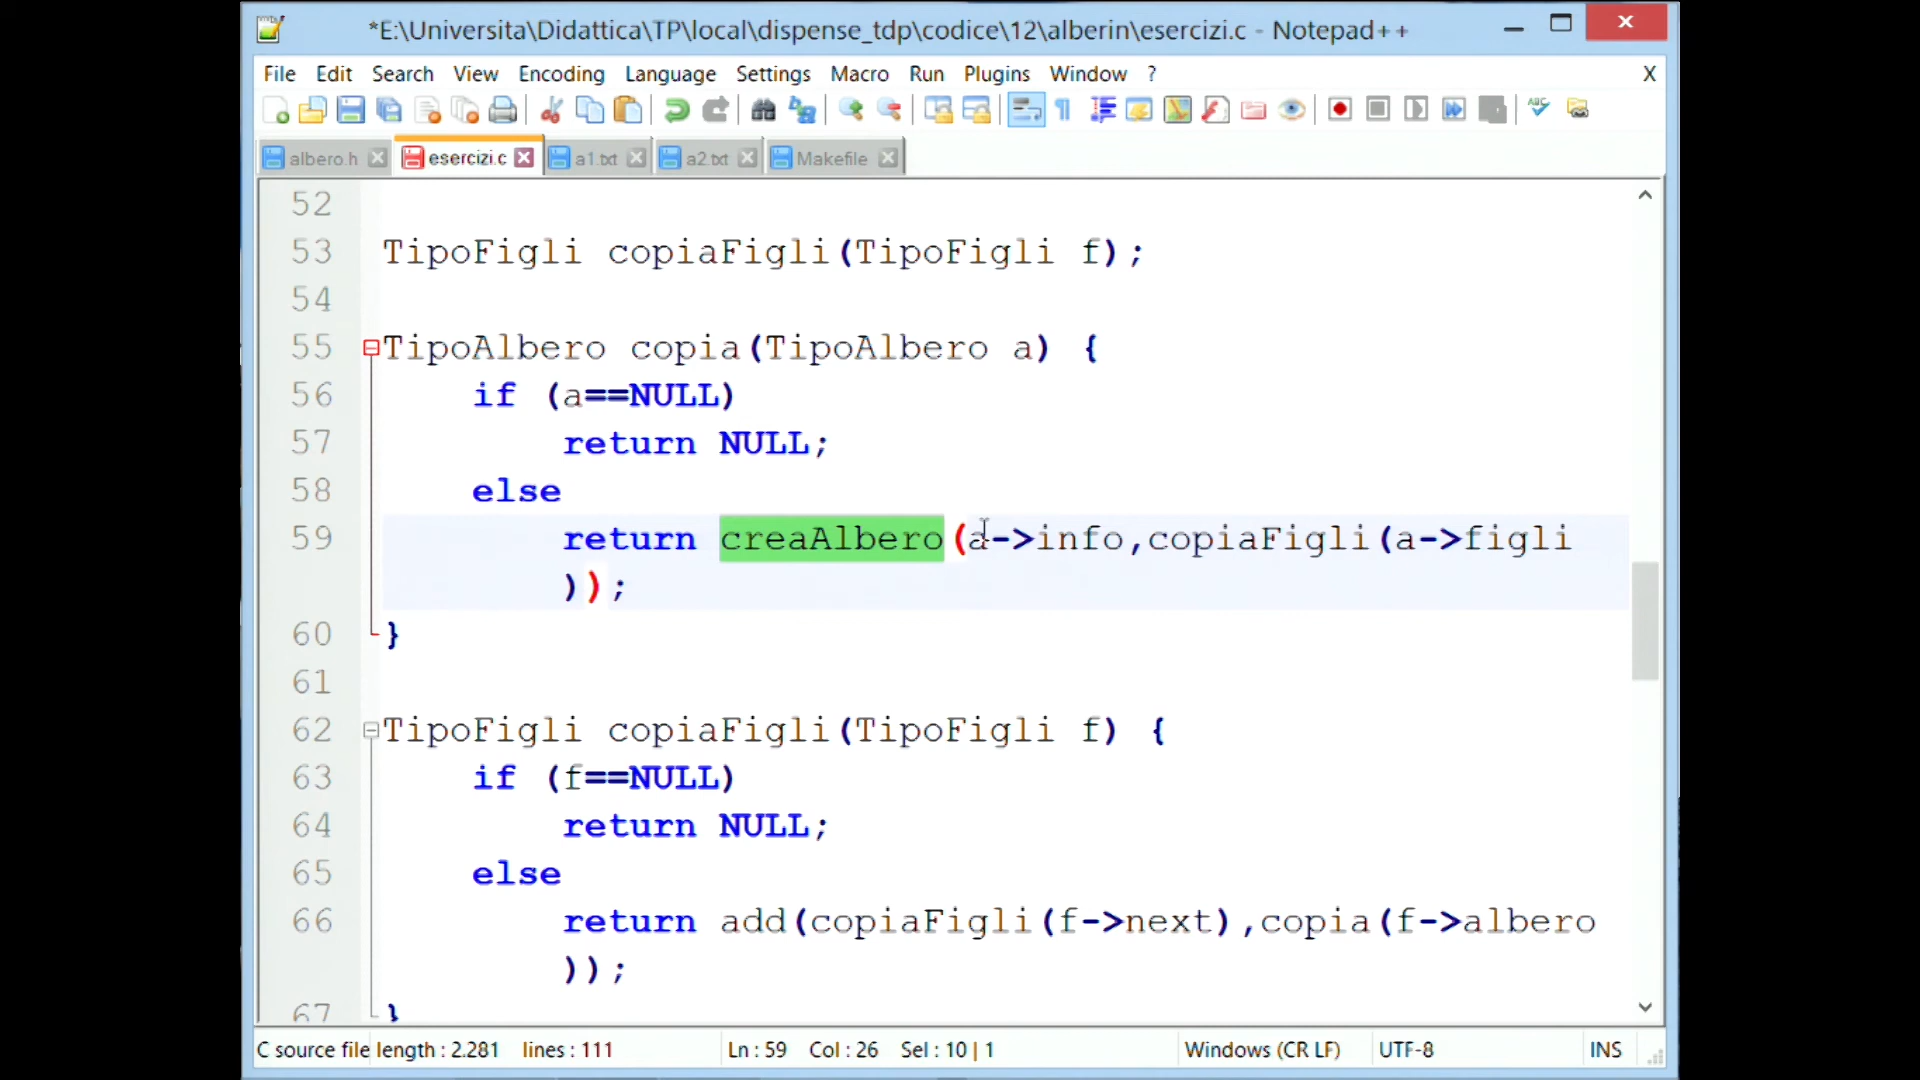 *E:\Universita\Didattica\TP\local\dispense_tdp\codice\12\alberin\esercizi.c - Notepad++
File Edit Search View Encoding Language Settings Macro Run Plugins Window ? X
albero.h esercizi.c a1.txt a2.txt Makefile
52
53 TipoFigli copiaFigli(TipoFigli f);
54
55 TipoAlbero copia(TipoAlbero a) {
56 if (a==NULL)
57 return NULL;
58 else
59 return creaAlbero(a->info,copiaFigli(a->figli
));
60 }
61
62 TipoFigli copiaFigli(TipoFigli f) {
63 if (f==NULL)
64 return NULL;
65 else
66 return add(copiaFigli(f->next),copia(f->albero
));
67 }
C source file length : 2.281 lines : 111 Ln : 59 Col : 26 Sel : 10 | 1 Windows (CR LF) UTF-8 INS